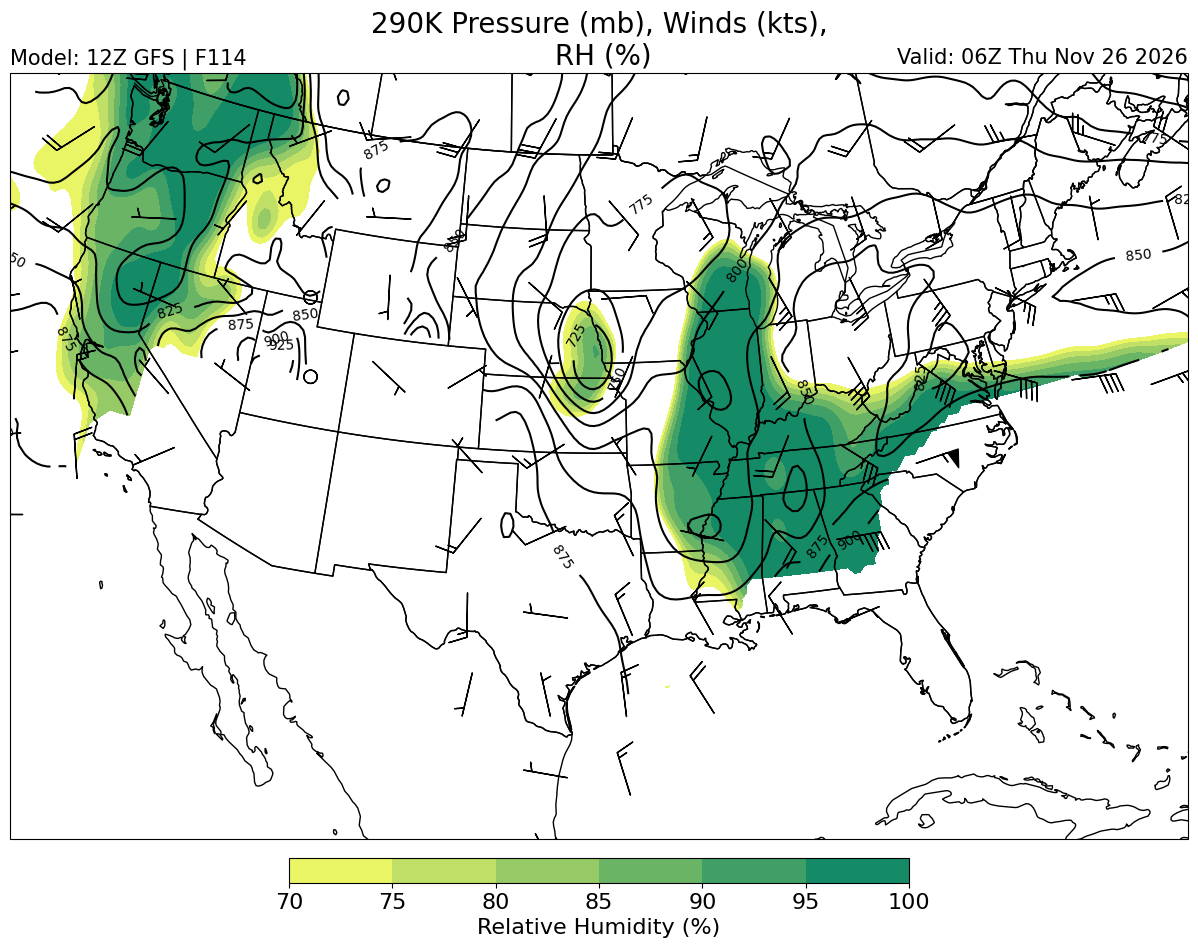 290K Pressure (mb), Winds (kts),
RH (%)
Model: 12Z GFS | F114
Valid: 06Z Thu Nov 26 2026
875
775
850
800
825
875
850
875
900
925
725
850
825
875
875
900
70 75 80 85 90 95 100
Relative Humidity (%)